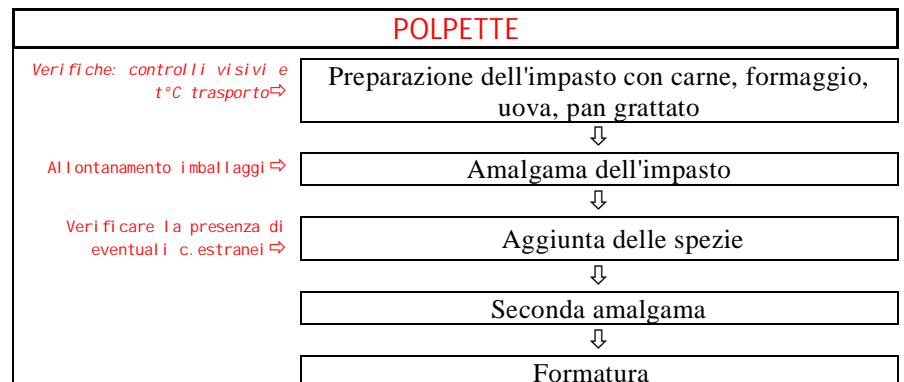 POLPETTE
Verifiche: controlli visivi e
t°C trasporto⇨
Preparazione dell'impasto con carne, formaggio,
uova, pan grattato
⇩
Allontanamento imballaggi ⇨
Amalgama dell'impasto
⇩
Verificare la presenza di
eventuali c.estranei ⇨
Aggiunta delle spezie
⇩
Seconda amalgama
⇩
Formatura